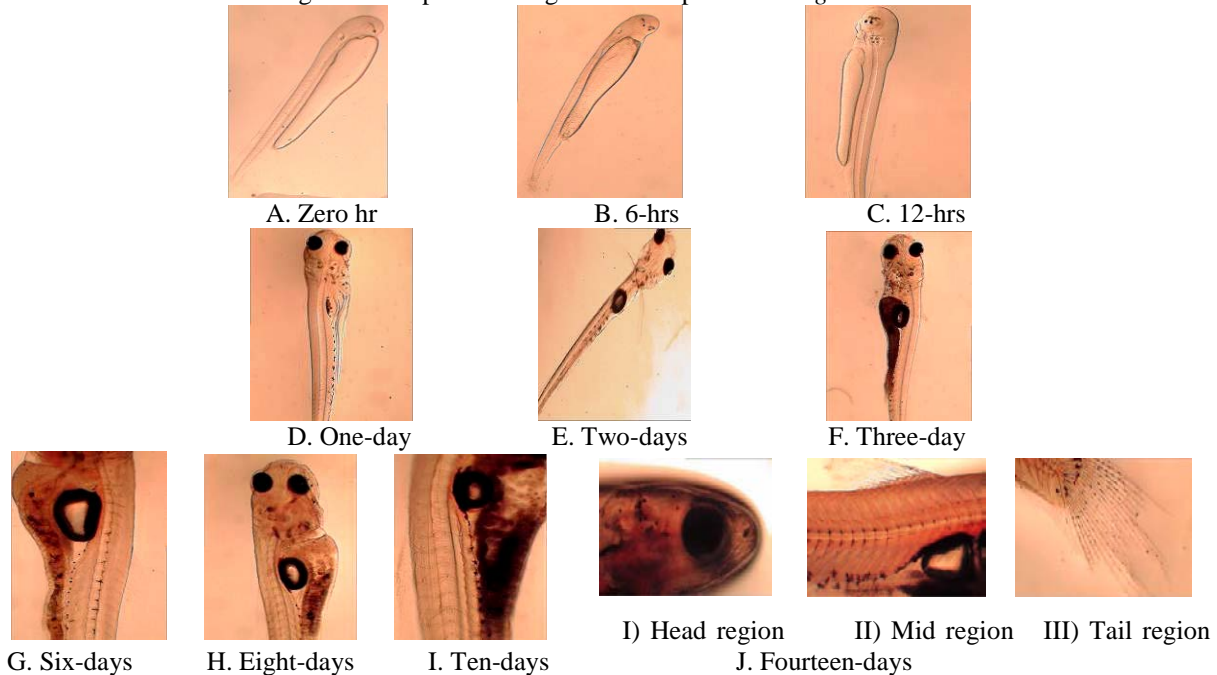 A. Zero hr B. 6-hrs C. 12-hrs
D. One-day E. Two-days F. Three-day
I) Head region II) Mid region III) Tail region
G. Six-days H. Eight-days I. Ten-days J. Fourteen-days